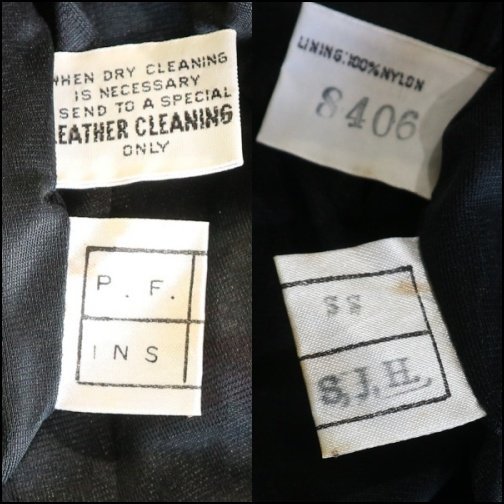 WHEN DRY CLEANING
IS NECESSARY
SEND TO A SPECIAL
LEATHER CLEANING
ONLY
P. F.
INS
LINING: 100% NYLON
8406
SS
S, J, H.